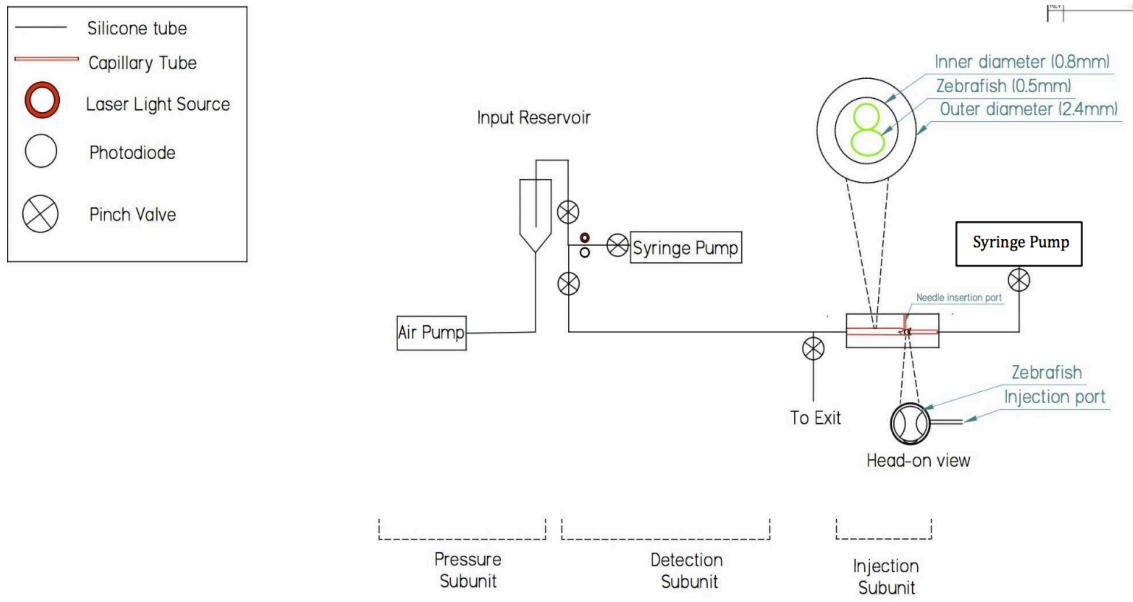 Silicone tube
Capillary Tube
Laser Light Source
Photodiode
Pinch Valve
Input Reservoir
Inner diameter (0.8mm)
Zebrafish (0.5mm)
Outer diameter (2.4mm)
Syringe Pump
Syringe Pump
Needle insertion port
Air Pump
To Exit
Zebrafish
Injection port
Head-on view
Pressure
Subunit
Detection
Subunit
Injection
Subunit